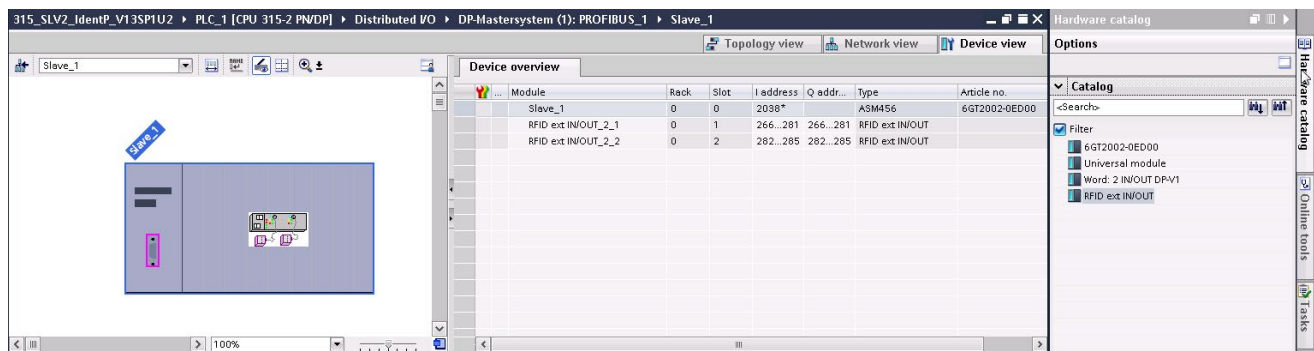 315_SLV2_IdentP_V13SP1U2 ▸ PLC_1 [CPU 315-2 PN/DP] ▸ Distributed I/O ▸ DP-Mastersystem (1): PROFIBUS_1 ▸ Slave_1
Topology view Network view Device view
Slave_1
Slave_1
100%
Device overview
... Module Rack Slot I address Q addr... Type Article no.
Slave_1 0 0 2038* ASM456 6GT2002-0ED00
RFID ext IN/OUT_2_1 0 1 266...281 266...281 RFID ext IN/OUT
RFID ext IN/OUT_2_2 0 2 282...285 282...285 RFID ext IN/OUT
Hardware catalog
Options
Catalog
<Search>
Filter
6GT2002-0ED00
Universal module
Word: 2 IN/OUT DP-V1
RFID ext IN/OUT
Hardware catalog
Online tools
Tasks